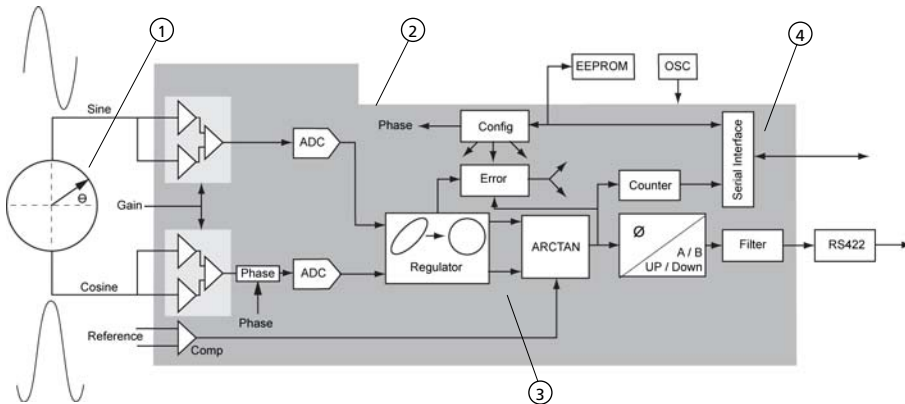 1
2
4
Sine
EEPROM
OSC
Phase
Config
ADC
Serial Interface
Error
Counter
θ
Gain
Regulator
ARCTAN
Ø
A / B
UP / Down
Filter
RS422
Phase
ADC
Cosine
Phase
Reference
Comp
3